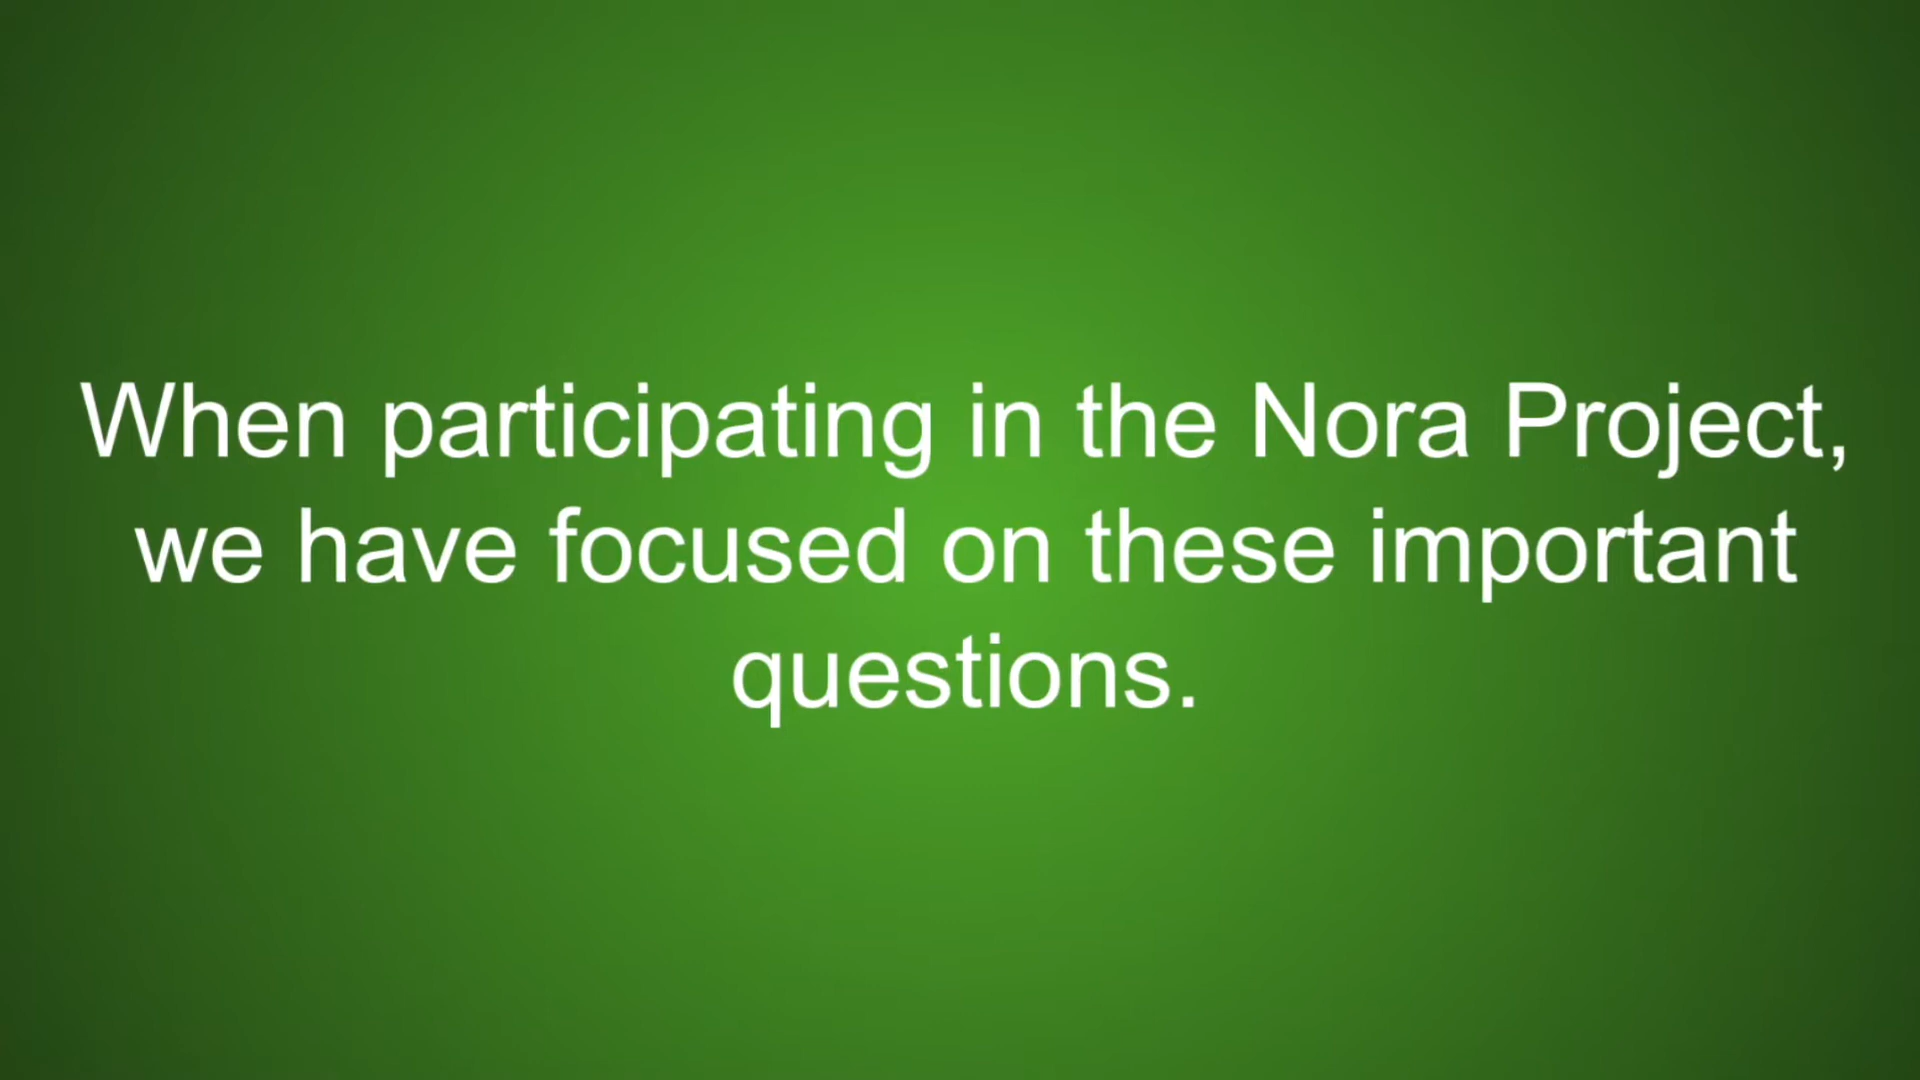 When participating in the Nora Project,
we have focused on these important
questions.